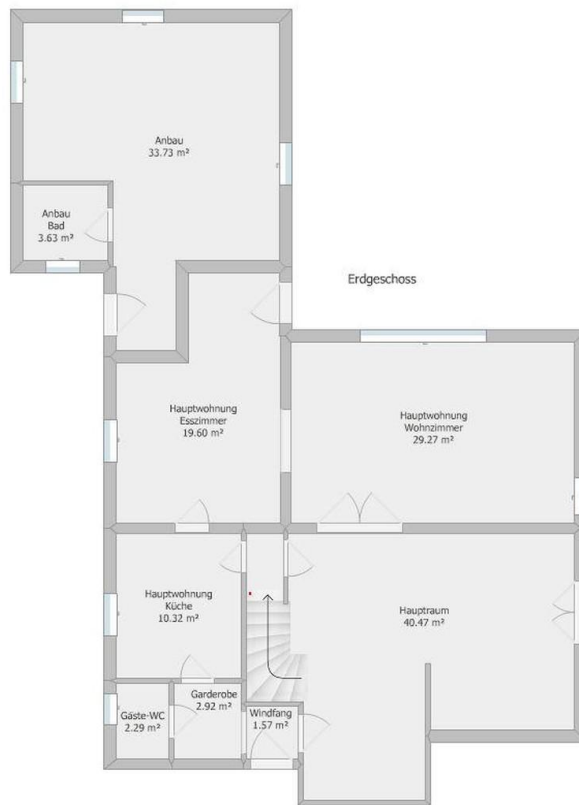 Anbau
33.73 m²
Anbau
Bad
3.63 m²
Erdgeschoss
Hauptwohnung
Esszimmer
19.60 m²
Hauptwohnung
Wohnzimmer
29.27 m²
Hauptwohnung
Küche
10.32 m²
Hauptraum
40.47 m²
Gäste-WC
2.29 m²
Garderobe
2.92 m²
Windfang
1.57 m²